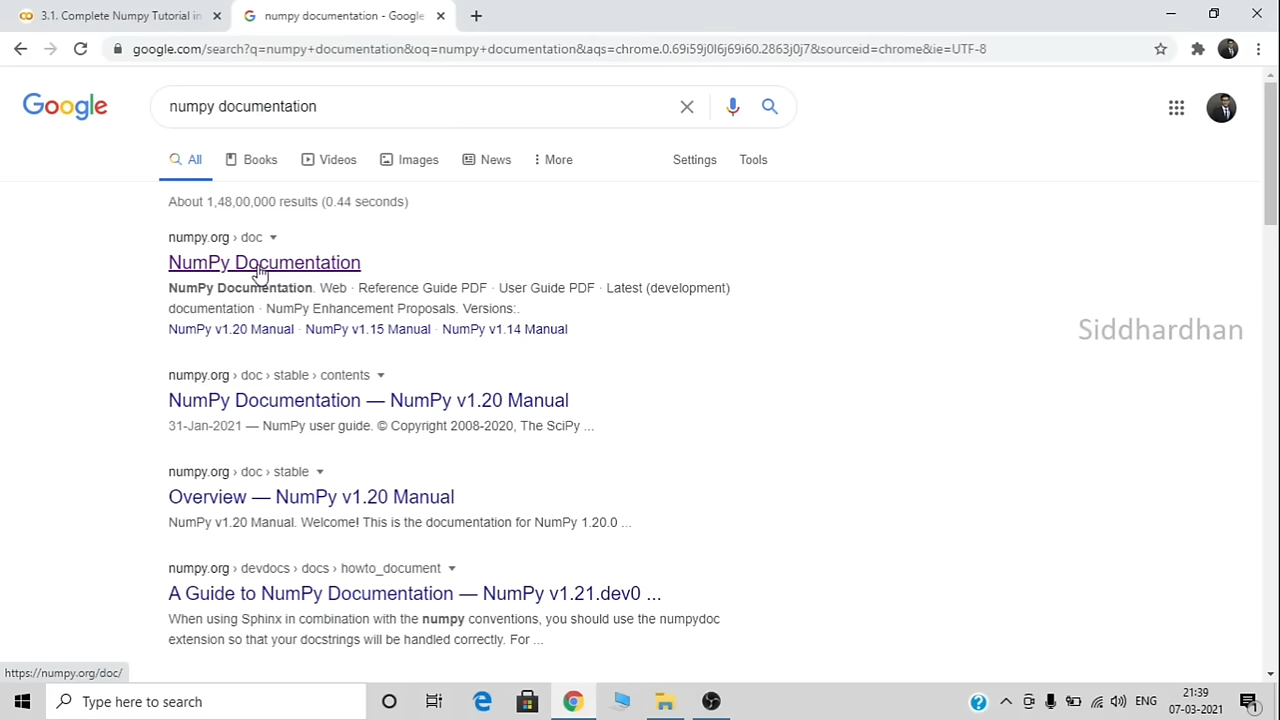 3.1. Complete Numpy Tutorial in
numpy documentation - Google
google.com/search?q=numpy+documentation&oq=numpy+documentation&aqs=chrome.0.69i59j0l6j69i60.2863j0j7&sourceid=chrome&ie=UTF-8
Google
numpy documentation
All Books Videos Images News More Settings Tools
About 1,48,00,000 results (0.44 seconds)
numpy.org › doc
NumPy Documentation
NumPy Documentation. Web · Reference Guide PDF · User Guide PDF · Latest (development)
documentation · NumPy Enhancement Proposals. Versions:.
NumPy v1.20 Manual · NumPy v1.15 Manual · NumPy v1.14 Manual
Siddhardhan
numpy.org › doc › stable › contents
NumPy Documentation — NumPy v1.20 Manual
31-Jan-2021 — NumPy user guide. © Copyright 2008-2020, The SciPy ...
numpy.org › doc › stable
Overview — NumPy v1.20 Manual
NumPy v1.20 Manual. Welcome! This is the documentation for NumPy 1.20.0 ...
numpy.org › devdocs › docs › howto_document
A Guide to NumPy Documentation — NumPy v1.21.dev0 ...
When using Sphinx in combination with the numpy conventions, you should use the numpydoc
extension so that your docstrings will be handled correctly. For ...
https://numpy.org/doc/
Type here to search
ENG
21:39
07-03-2021
1